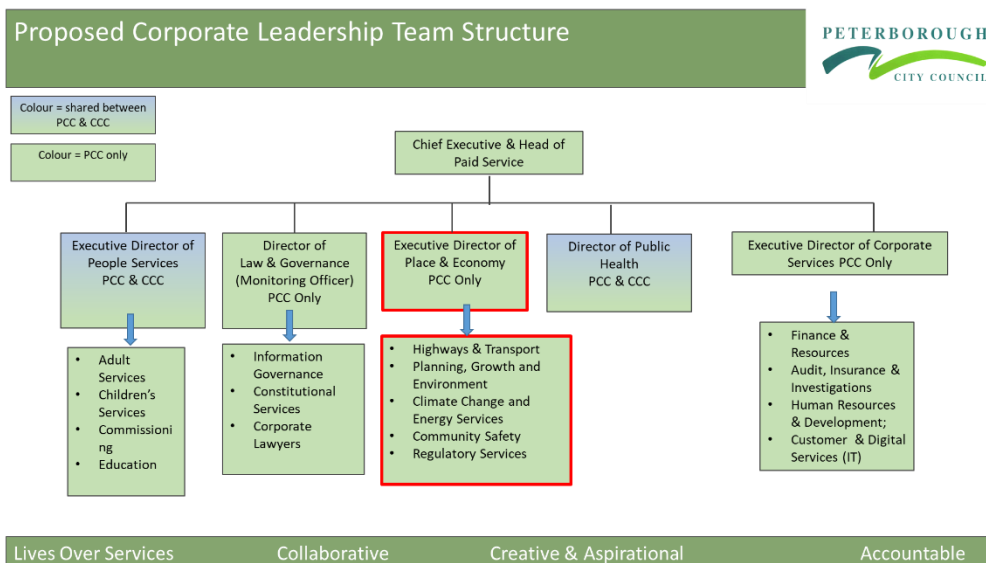 Proposed Corporate Leadership Team Structure
PETERBOROUGH
CITY COUNCIL
Colour = shared between
PCC & CCC
Colour = PCC only
Chief Executive & Head of
Paid Service
Executive Director of
People Services
PCC & CCC
Director of
Law & Governance
(Monitoring Officer)
PCC Only
Executive Director of
Place & Economy
PCC Only
Director of Public
Health
PCC & CCC
Executive Director of Corporate
Services PCC Only
• Adult
Services
• Children's
Services
• Commissioni
ng
• Education
• Information
Governance
• Constitutional
Services
• Corporate
Lawyers
• Highways & Transport
• Planning, Growth and
Environment
• Climate Change and
Energy Services
• Community Safety
• Regulatory Services
• Finance &
Resources
• Audit, Insurance &
Investigations
• Human Resources
& Development;
• Customer & Digital
Services (IT)
Lives Over Services
Collaborative
Creative & Aspirational
Accountable